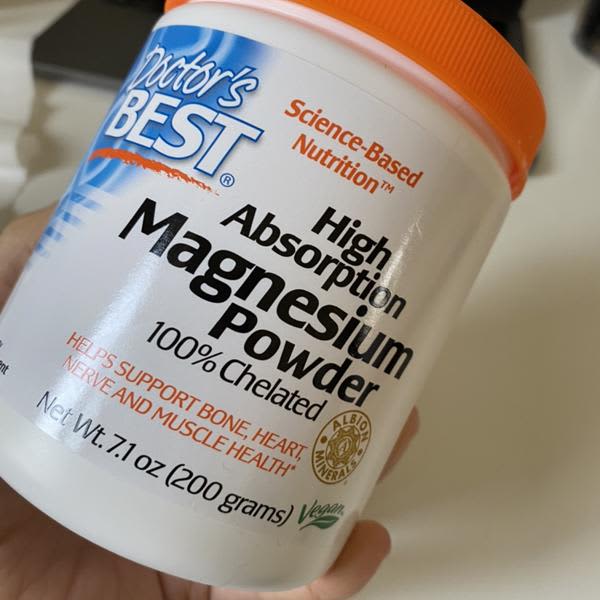 Doctor's
BEST®
Science-Based
Nutrition™
High
Absorption
Magnesium
Powder
100% Chelated
HELPS SUPPORT BONE, HEART,
NERVE AND MUSCLE HEALTH*
Net Wt. 7.1 oz (200 grams)
ALBION
MINERALS
Vegan